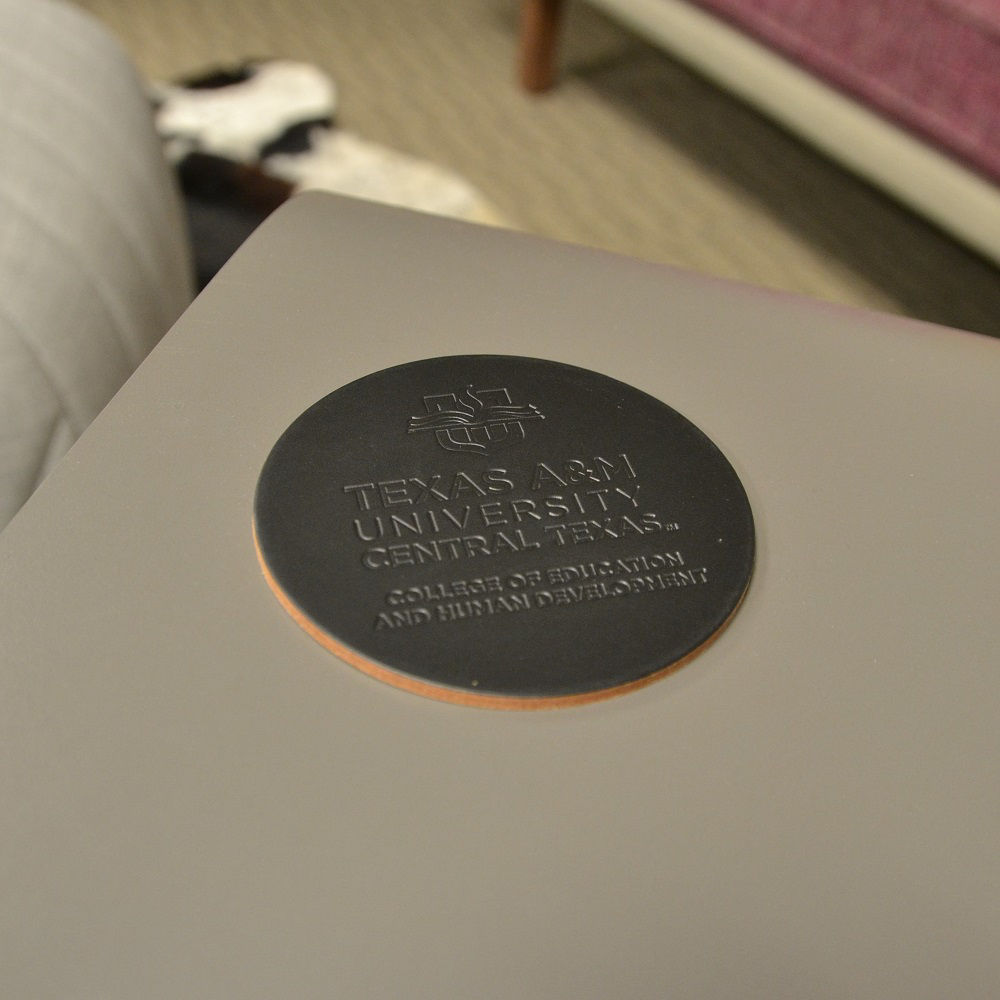 TEXAS A&M
UNIVERSITY
CENTRAL TEXAS
COLLEGE OF EDUCATION
AND HUMAN DEVELOPMENT